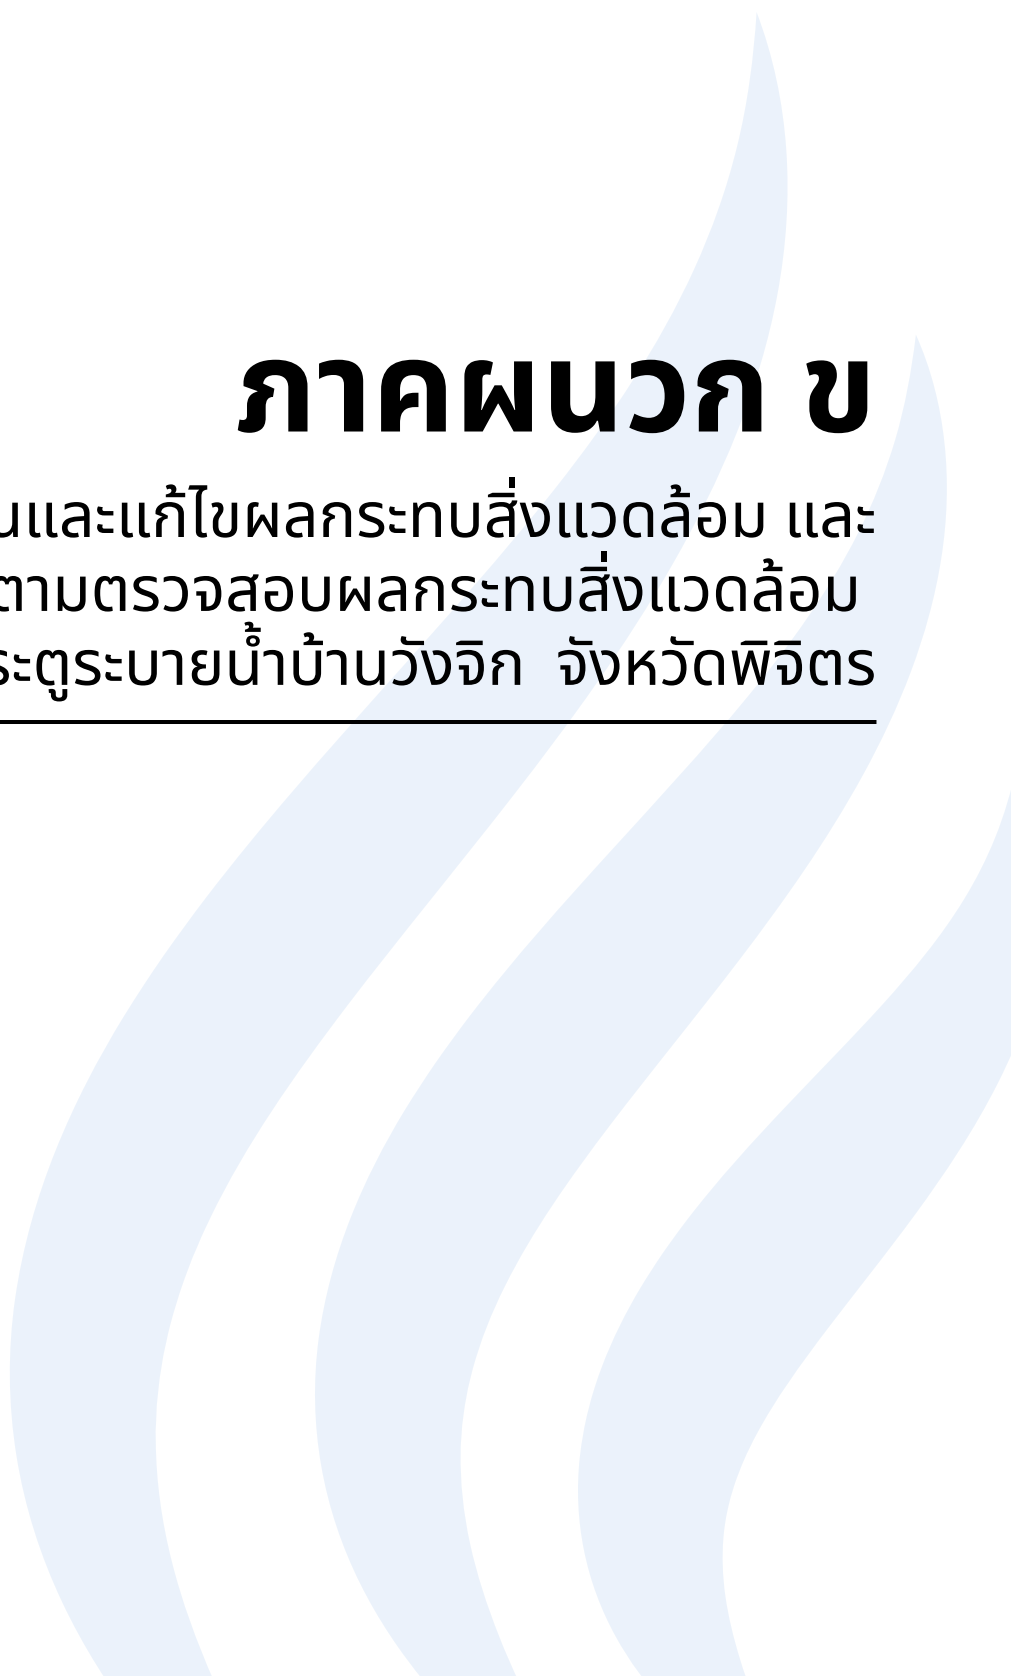 ภาคผนวก ข
นและแก้ไขผลกระทบสิ่งแวดล้อม และ
ตามตรวจสอบผลกระทบสิ่งแวดล้อม
ระตูระบายน้ำบ้านวังจิก จังหวัดพิจิตร